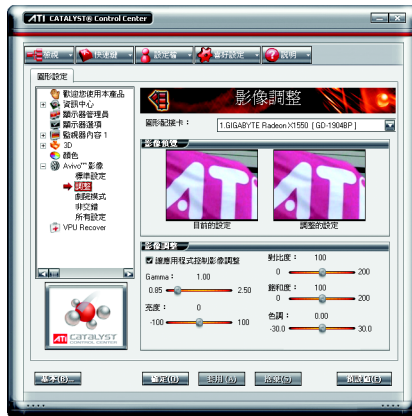 ATI CATALYST® Control Center
檢視
快速鍵
設定檔
喜好設定
說明
圖形設定
歡迎您使用本產品
資訊中心
顯示器管理員
顯示器選項
監視器內容 1
3D
顏色
Avivo™ 影像
標準設定
調整
劇院模式
非交錯
所有設定
VPU Recover
ATI CATALYST
CONTROL CENTER
影像調整
圖形配接卡：
1.GIGABYTE Radeon X1550 [ GD-1904BP ]
影像預覽
ATI
目前的設定
ATI
調整的設定
影像調整
讓應用程式控制影像調整
Gamma： 1.00
0.85 2.50
亮度： 0
-100 100
對比度： 100
0 200
飽和度： 100
0 200
色調： 0.00
-30.0 30.0
基本(B)...
確定(O)
套用(A)
預設值(E)